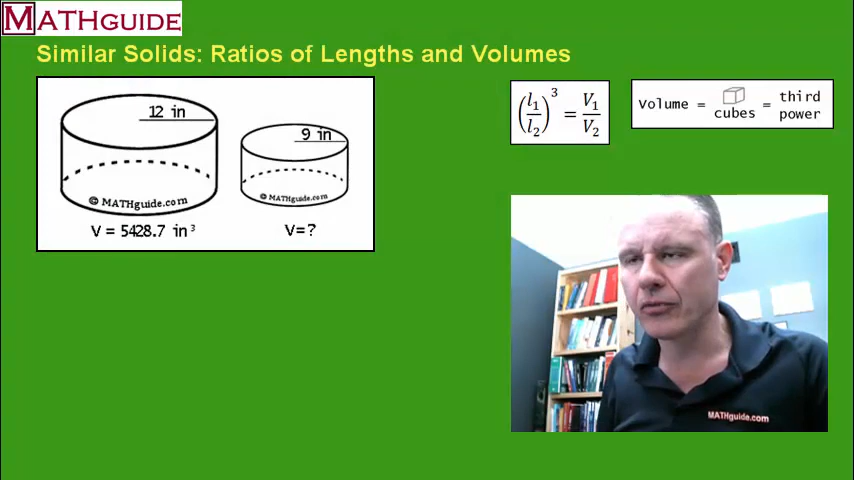 MATHGUIDE
Similar Solids: Ratios of Lengths and Volumes
12 in
© MATHguide.com
V = 5428.7 in³
9 in
© MATHguide.com
V=?
(l₁/l₂)³ = V₁/V₂
Volume = cubes = third power
MATHguide.com